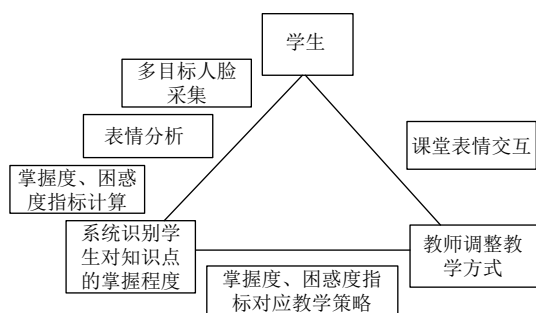 学生
多目标人脸
采集
表情分析
课堂表情交互
掌握度、困惑
度指标计算
系统识别学
生对知识点
的掌握程度
教师调整教
学方式
掌握度、困惑度指
标对应教学策略